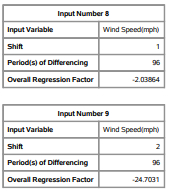 Input Number 8
Input Variable Wind Speed(mph)
Shift 1
Period(s) of Differencing 96
Overall Regression Factor -2.03864
Input Number 9
Input Variable Wind Speed(mph)
Shift 2
Period(s) of Differencing 96
Overall Regression Factor -24.7031